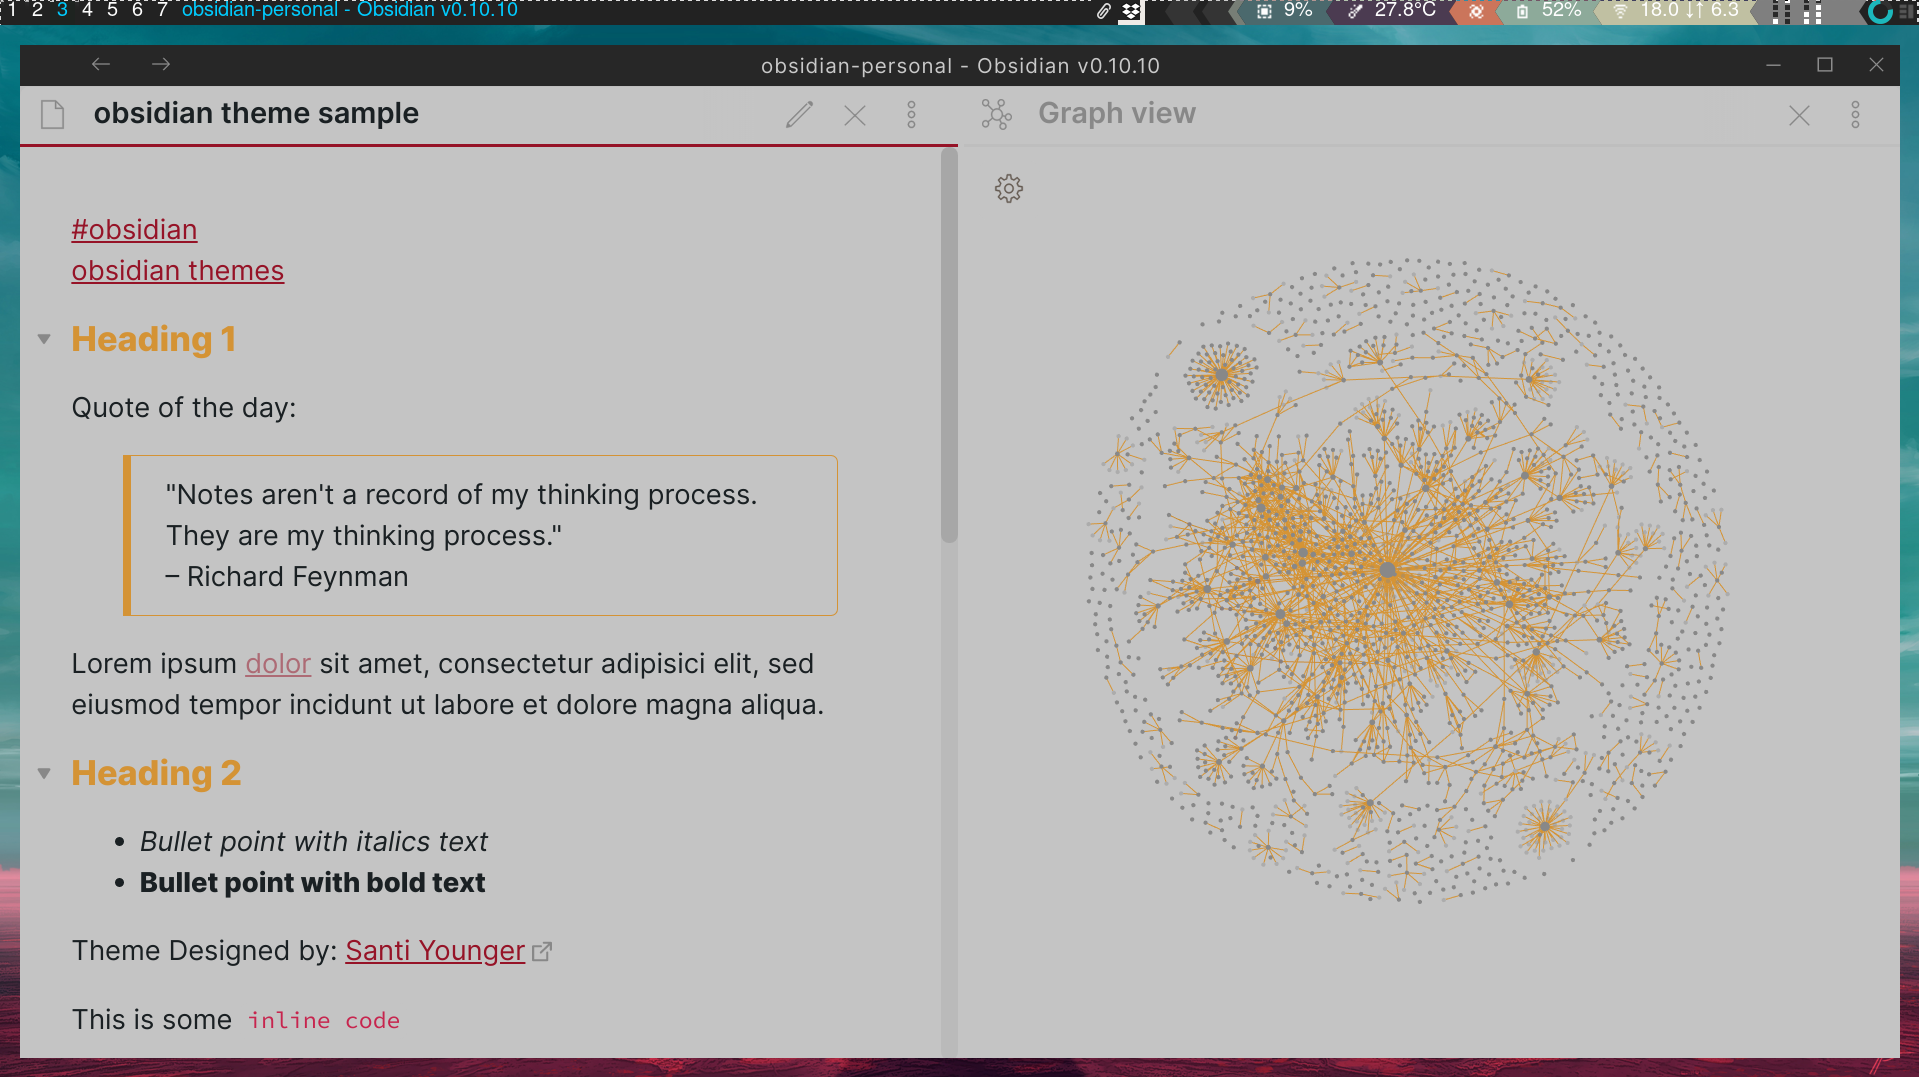 1 2 3 4 5 6 7 obsidian-personal - Obsidian v0.10.10
9% 27.8°C 52% 18.0 ↓↑ 6.3
obsidian-personal - Obsidian v0.10.10
obsidian theme sample
Graph view
#obsidian
obsidian themes
Heading 1
Quote of the day:
"Notes aren't a record of my thinking process.
They are my thinking process."
– Richard Feynman
Lorem ipsum dolor sit amet, consectetur adipisici elit, sed
eiusmod tempor incidunt ut labore et dolore magna aliqua.
Heading 2
• Bullet point with italics text
• Bullet point with bold text
Theme Designed by: Santi Younger
This is some inline code